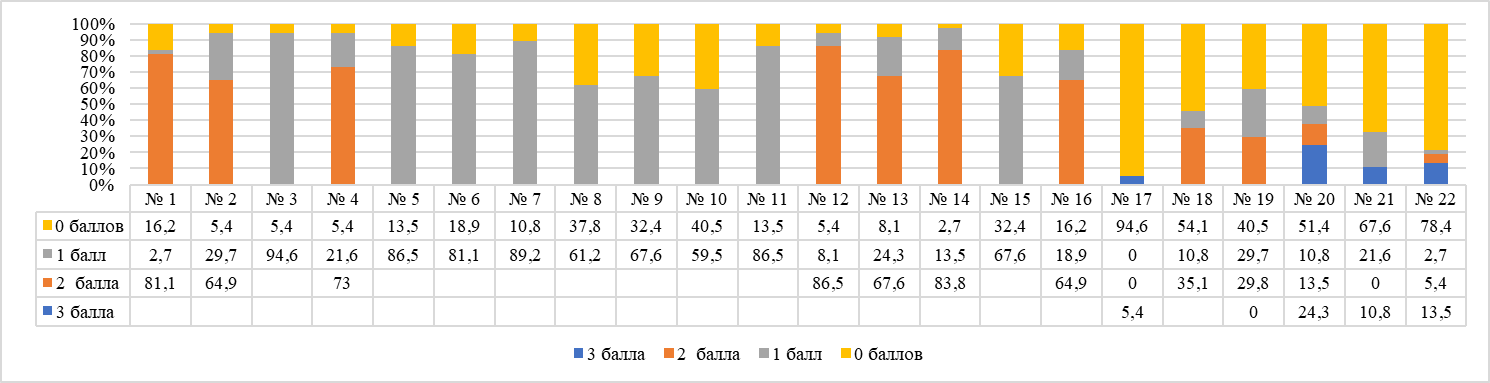 100%
90%
80%
70%
60%
50%
40%
30%
20%
10%
0%
№ 1 № 2 № 3 № 4 № 5 № 6 № 7 № 8 № 9 № 10 № 11 № 12 № 13 № 14 № 15 № 16 № 17 № 18 № 19 № 20 № 21 № 22
0 баллов 16,2 5,4 5,4 5,4 13,5 18,9 10,8 37,8 32,4 40,5 13,5 5,4 8,1 2,7 32,4 16,2 94,6 54,1 40,5 51,4 67,6 78,4
1 балл 2,7 29,7 94,6 21,6 86,5 81,1 89,2 61,2 67,6 59,5 86,5 8,1 24,3 13,5 67,6 18,9 0 10,8 29,7 10,8 21,6 2,7
2 балла 81,1 64,9 73 86,5 67,6 83,8 64,9 0 35,1 29,8 13,5 0 5,4
3 балла 5,4 0 24,3 10,8 13,5
3 балла 2 балла 1 балл 0 баллов